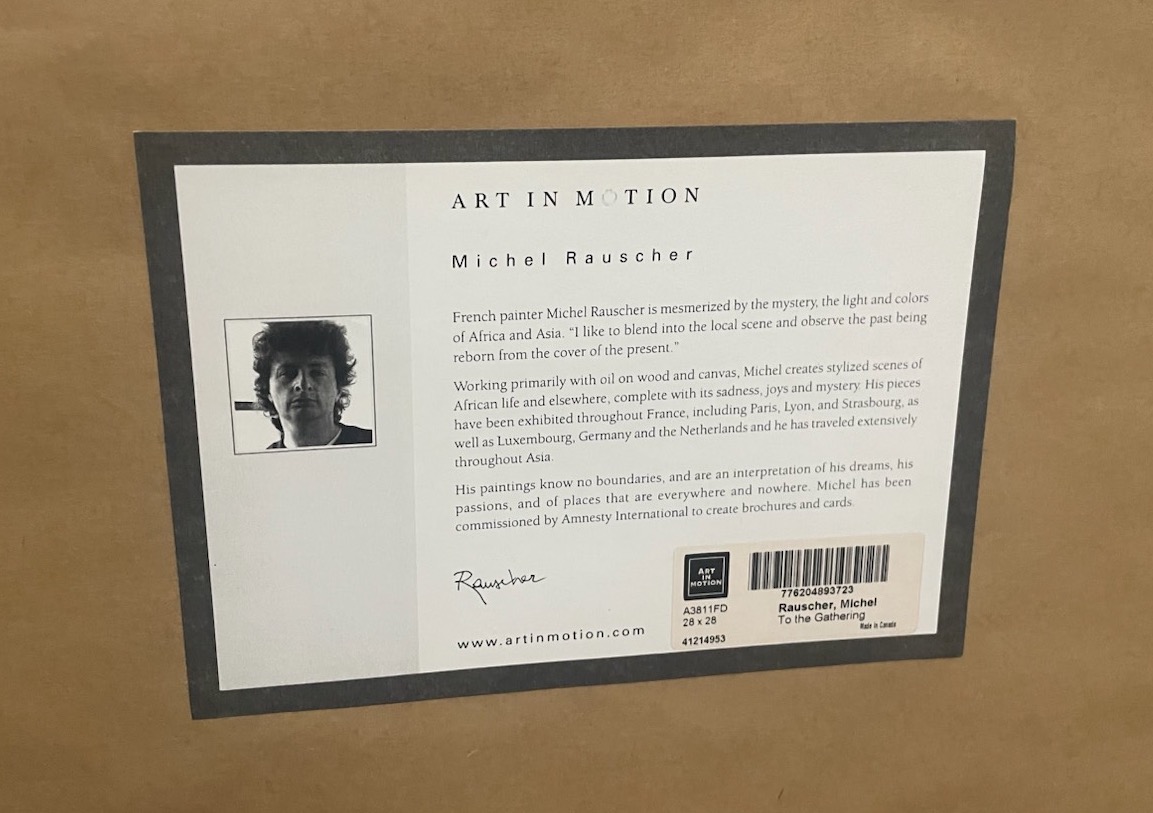 ART IN MOTION
Michel Rauscher
French painter Michel Rauscher is mesmerized by the mystery, the light and colors
of Africa and Asia. “I like to blend into the local scene and observe the past being
reborn from the cover of the present.”
Working primarily with oil on wood and canvas, Michel creates stylized scenes of
African life and elsewhere, complete with its sadness, joys and mystery. His pieces
have been exhibited throughout France, including Paris, Lyon, and Strasbourg, as
well as Luxembourg, Germany and the Netherlands and he has traveled extensively
throughout Asia.
His paintings know no boundaries, and are an interpretation of his dreams, his
passions, and of places that are everywhere and nowhere. Michel has been
commissioned by Amnesty International to create brochures and cards.
Rauscher
www.artinmotion.com
ART
IN
MOTION
A3811FD
28 x 28
41214953
776204893723
Rauscher, Michel
To the Gathering
Made in Canada